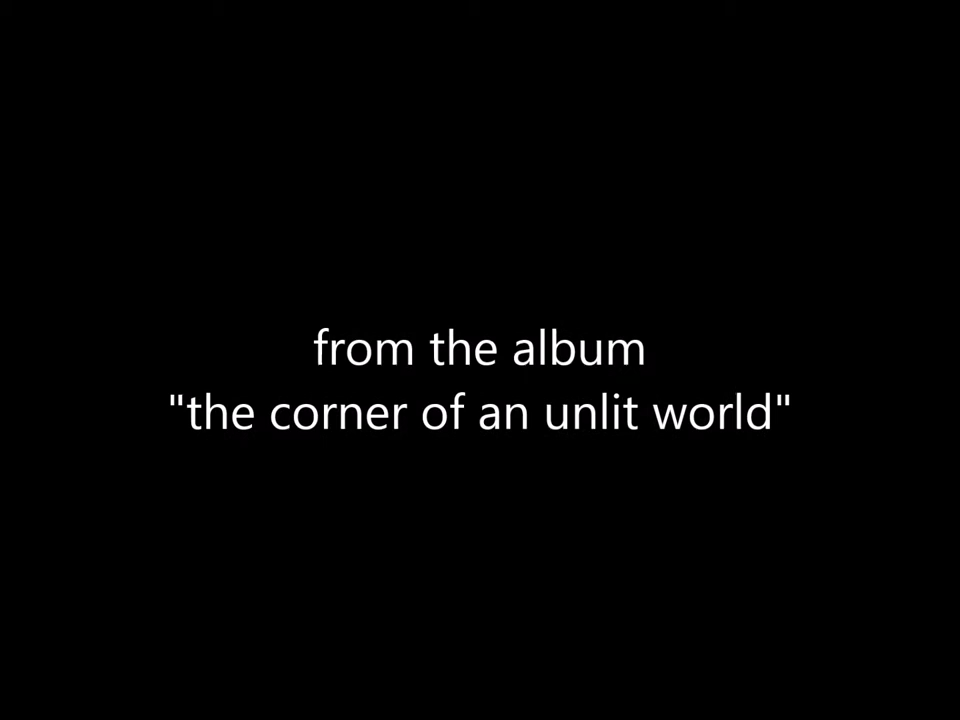 from the album
"the corner of an unlit world"